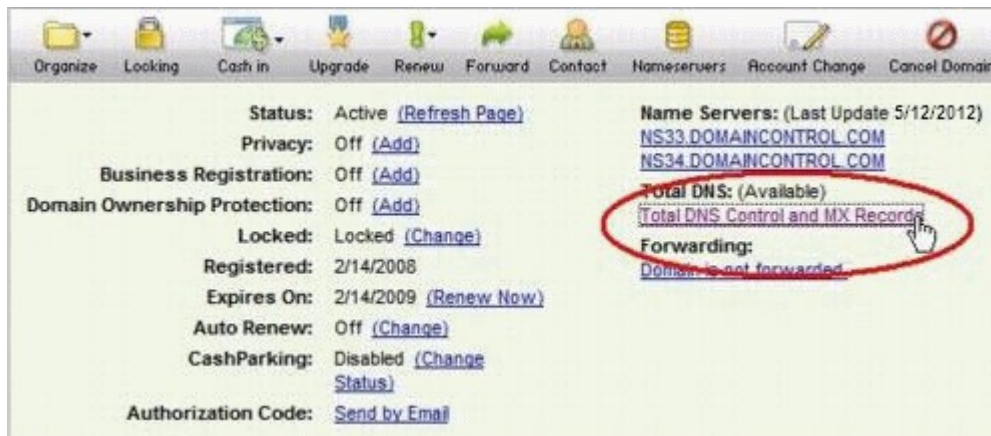 Organize Locking Cash in Upgrade Renew Forward Contact Nameservers Account Change Cancel Domain
Status: Active (Refresh Page)
Privacy: Off (Add)
Business Registration: Off (Add)
Domain Ownership Protection: Off (Add)
Locked: Locked (Change)
Registered: 2/14/2008
Expires On: 2/14/2009 (Renew Now)
Auto Renew: Off (Change)
CashParking: Disabled (Change
Status)
Authorization Code: Send by Email
Name Servers: (Last Update 5/12/2012)
NS33.DOMAINCONTROL.COM
NS34.DOMAINCONTROL.COM
Total DNS: (Available)
Total DNS Control and MX Records
Forwarding:
Domain is not forwarded.